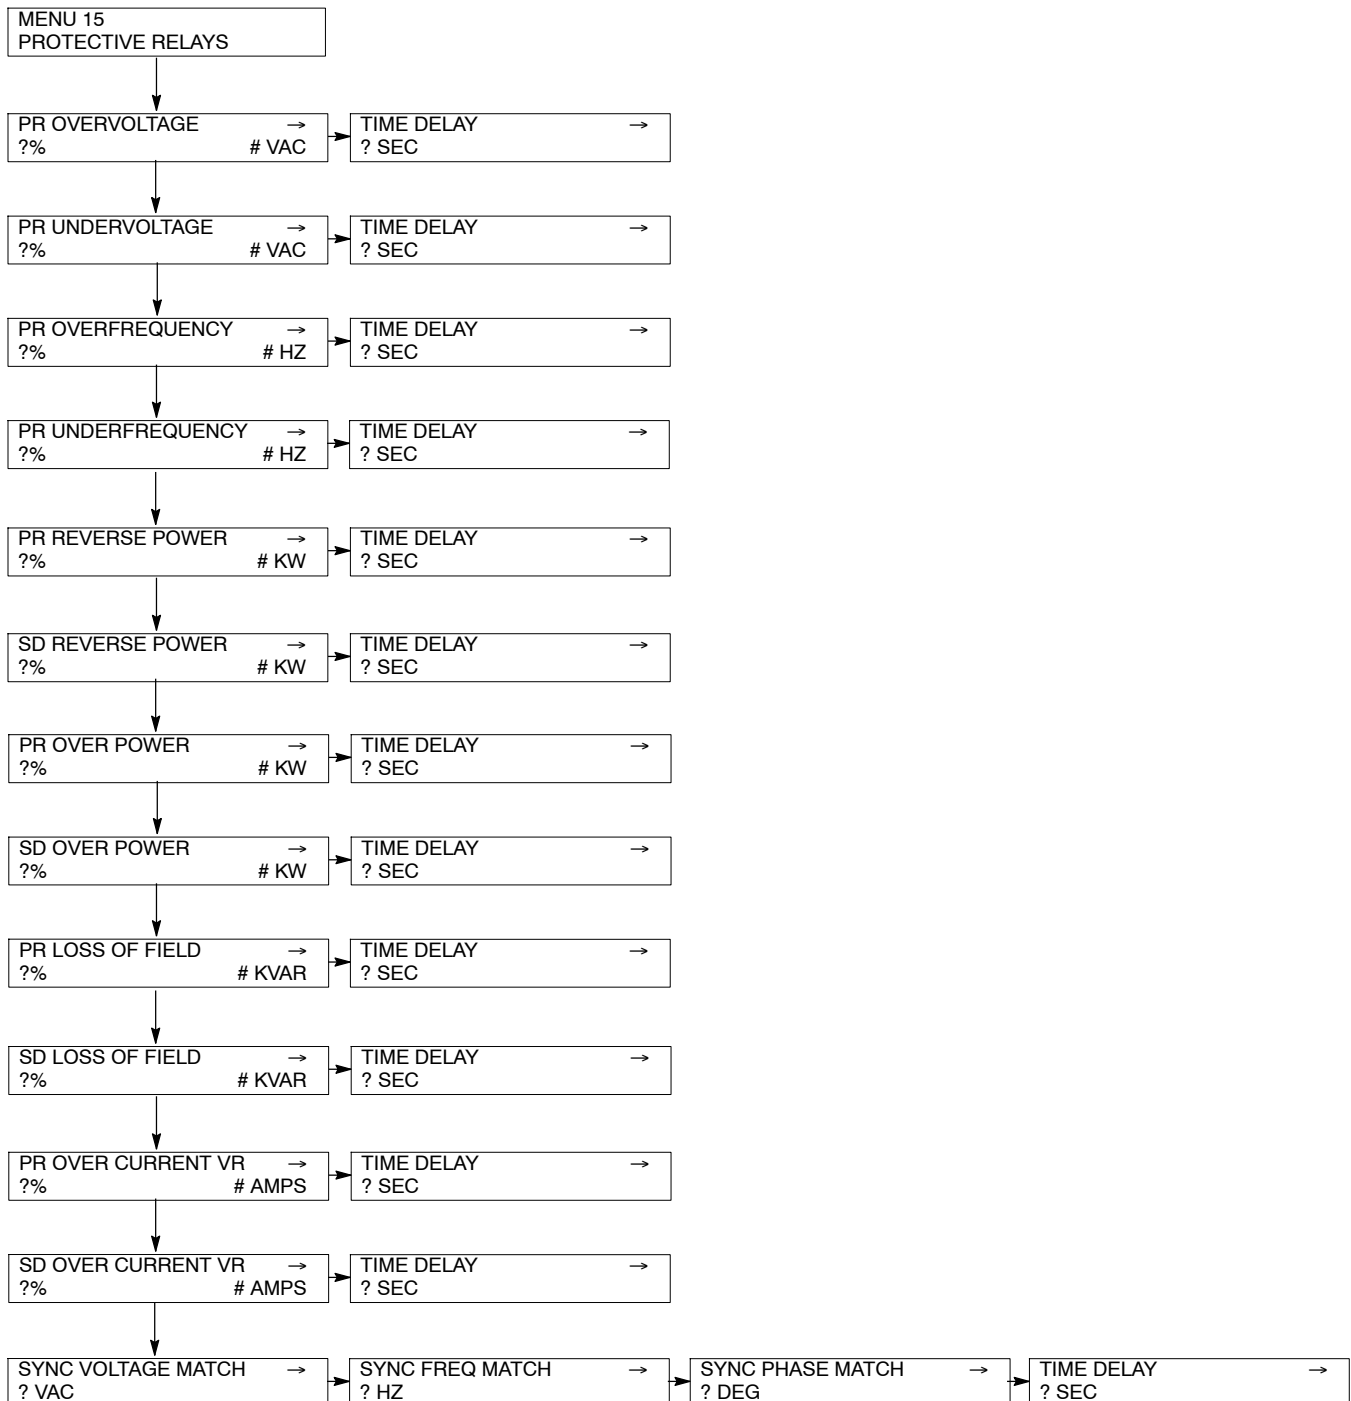 MENU 15
PROTECTIVE RELAYS
PR OVERVOLTAGE → TIME DELAY →
?% # VAC ? SEC
PR UNDERVOLTAGE → TIME DELAY →
?% # VAC ? SEC
PR OVERFREQUENCY → TIME DELAY →
?% # HZ ? SEC
PR UNDERFREQUENCY → TIME DELAY →
?% # HZ ? SEC
PR REVERSE POWER → TIME DELAY →
?% # KW ? SEC
SD REVERSE POWER → TIME DELAY →
?% # KW ? SEC
PR OVER POWER → TIME DELAY →
?% # KW ? SEC
SD OVER POWER → TIME DELAY →
?% # KW ? SEC
PR LOSS OF FIELD → TIME DELAY →
?% # KVAR ? SEC
SD LOSS OF FIELD → TIME DELAY →
?% # KVAR ? SEC
PR OVER CURRENT VR → TIME DELAY →
?% # AMPS ? SEC
SD OVER CURRENT VR → TIME DELAY →
?% # AMPS ? SEC
SYNC VOLTAGE MATCH → SYNC FREQ MATCH → SYNC PHASE MATCH → TIME DELAY →
? VAC ? HZ ? DEG ? SEC